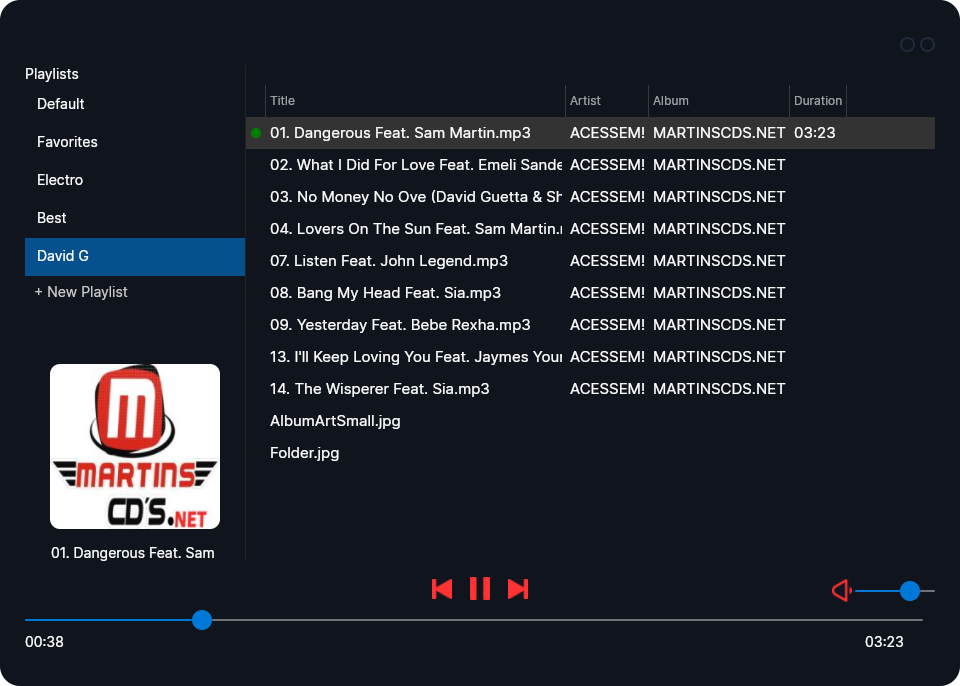 Playlists
Default
Favorites
Electro
Best
David G
+ New Playlist
Title Artist Album Duration
01. Dangerous Feat. Sam Martin.mp3 ACESSEM! MARTINSCDS.NET 03:23
02. What I Did For Love Feat. Emeli Sande ACESSEM! MARTINSCDS.NET
03. No Money No Ove (David Guetta & Sh ACESSEM! MARTINSCDS.NET
04. Lovers On The Sun Feat. Sam Martin. ACESSEM! MARTINSCDS.NET
07. Listen Feat. John Legend.mp3 ACESSEM! MARTINSCDS.NET
08. Bang My Head Feat. Sia.mp3 ACESSEM! MARTINSCDS.NET
09. Yesterday Feat. Bebe Rexha.mp3 ACESSEM! MARTINSCDS.NET
13. I'll Keep Loving You Feat. Jaymes Your ACESSEM! MARTINSCDS.NET
14. The Wisperer Feat. Sia.mp3 ACESSEM! MARTINSCDS.NET
AlbumArtSmall.jpg
Folder.jpg
M
MARTINS
CD'S.NET
01. Dangerous Feat. Sam
00:38 03:23